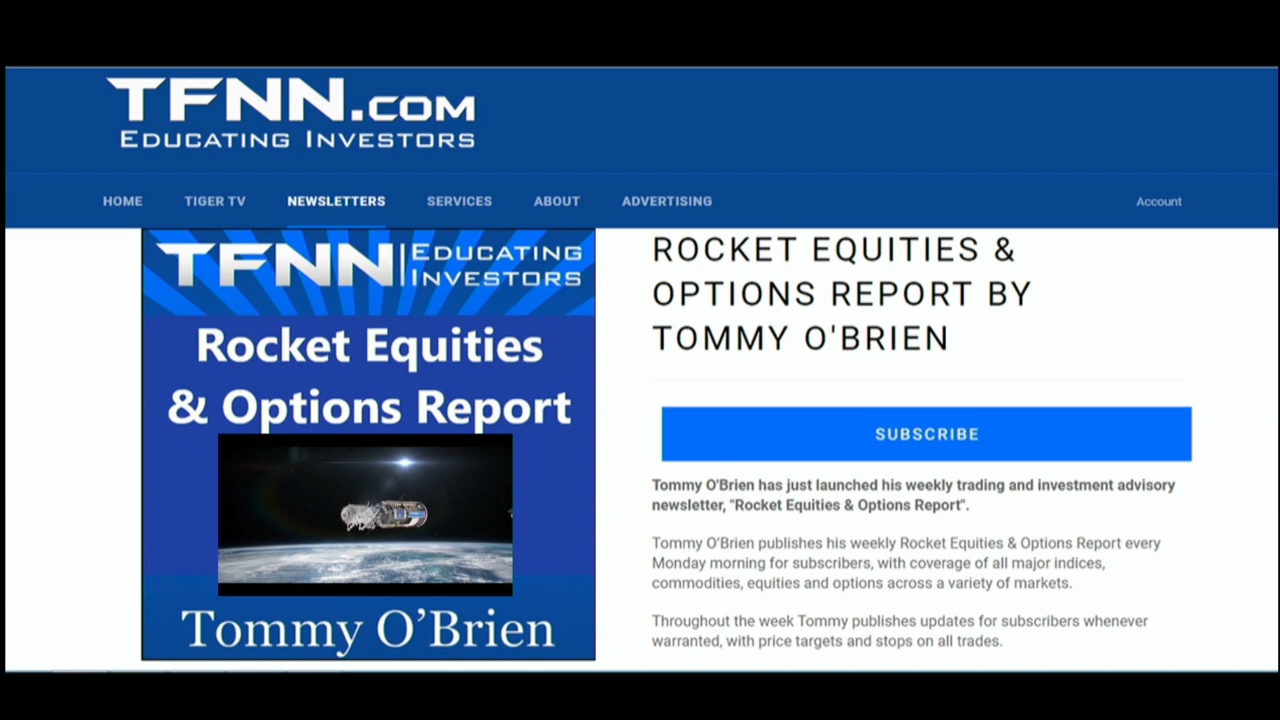 TFNN.COM
EDUCATING INVESTORS
HOME TIGER TV NEWSLETTERS SERVICES ABOUT ADVERTISING Account
TFNN | EDUCATING INVESTORS
Rocket Equities
& Options Report
Tommy O’Brien
ROCKET EQUITIES &
OPTIONS REPORT BY
TOMMY O'BRIEN
SUBSCRIBE
Tommy O'Brien has just launched his weekly trading and investment advisory
newsletter, "Rocket Equities & Options Report".
Tommy O'Brien publishes his weekly Rocket Equities & Options Report every
Monday morning for subscribers, with coverage of all major indices,
commodities, equities and options across a variety of markets.
Throughout the week Tommy publishes updates for subscribers whenever
warranted, with price targets and stops on all trades.